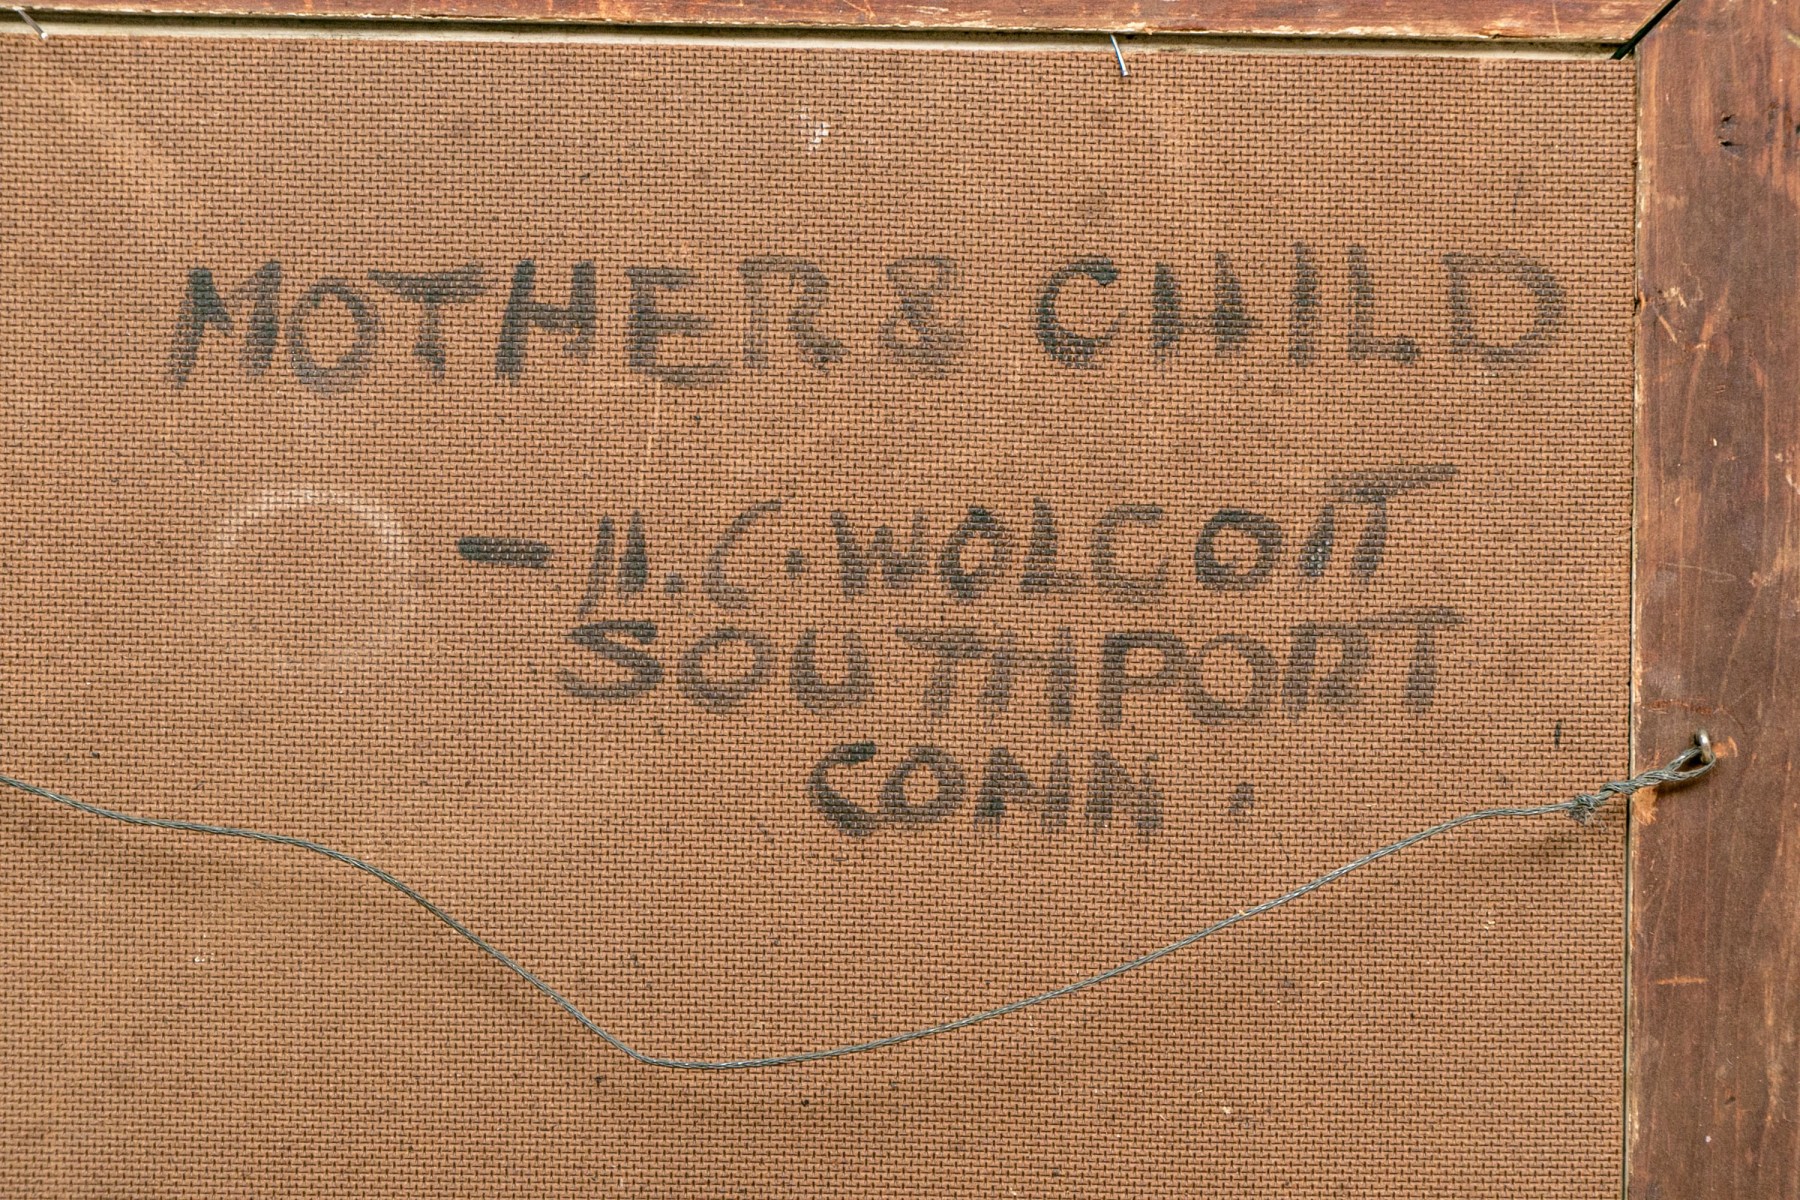 MOTHER & CHILD
- H.C. WOLCOTT
SOUTHPORT
CONN.